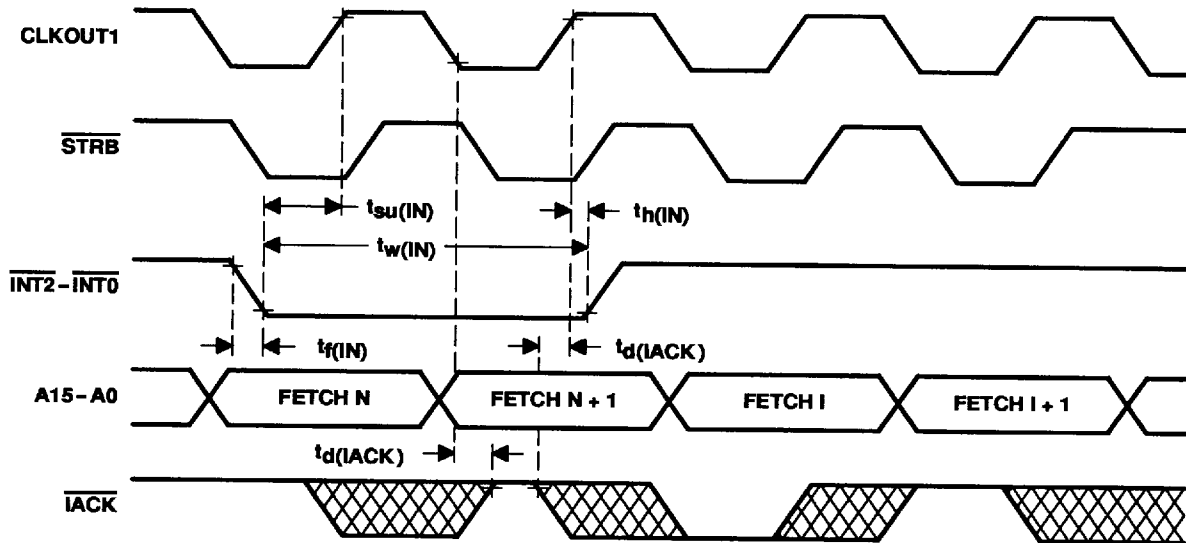 CLKOUT1
STRB
tsu(IN)
th(IN)
tw(IN)
INT2-INT0
tf(IN)
td(IACK)
A15-A0
FETCH N
FETCH N + 1
FETCH I
FETCH I + 1
td(IACK)
IACK